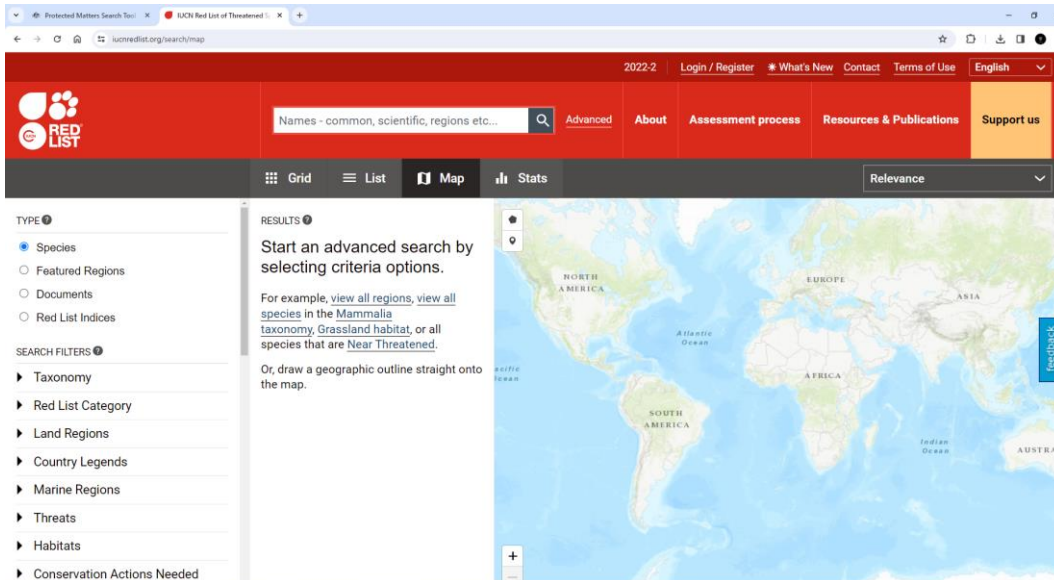 Protected Matters Search Tool
IUCN Red List of Threatened S
iucnredlist.org/search/map
2022-2 Login / Register What's New Contact Terms of Use English
IUCN RED LIST
Names - common, scientific, regions etc... Advanced About Assessment process Resources & Publications Support us
Grid List Map Stats Relevance
TYPE
Species
Featured Regions
Documents
Red List Indices
SEARCH FILTERS
Taxonomy
Red List Category
Land Regions
Country Legends
Marine Regions
Threats
Habitats
Conservation Actions Needed
RESULTS
Start an advanced search by
selecting criteria options.
For example, view all regions, view all
species in the Mammalia
taxonomy, Grassland habitat, or all
species that are Near Threatened.
Or, draw a geographic outline straight onto
the map.
NORTH
AMERICA
EUROPE
ASIA
Atlantic
Ocean
acific
Ocean
AFRICA
SOUTH
AMERICA
Indian
Ocean
AUSTRA
feedback
+